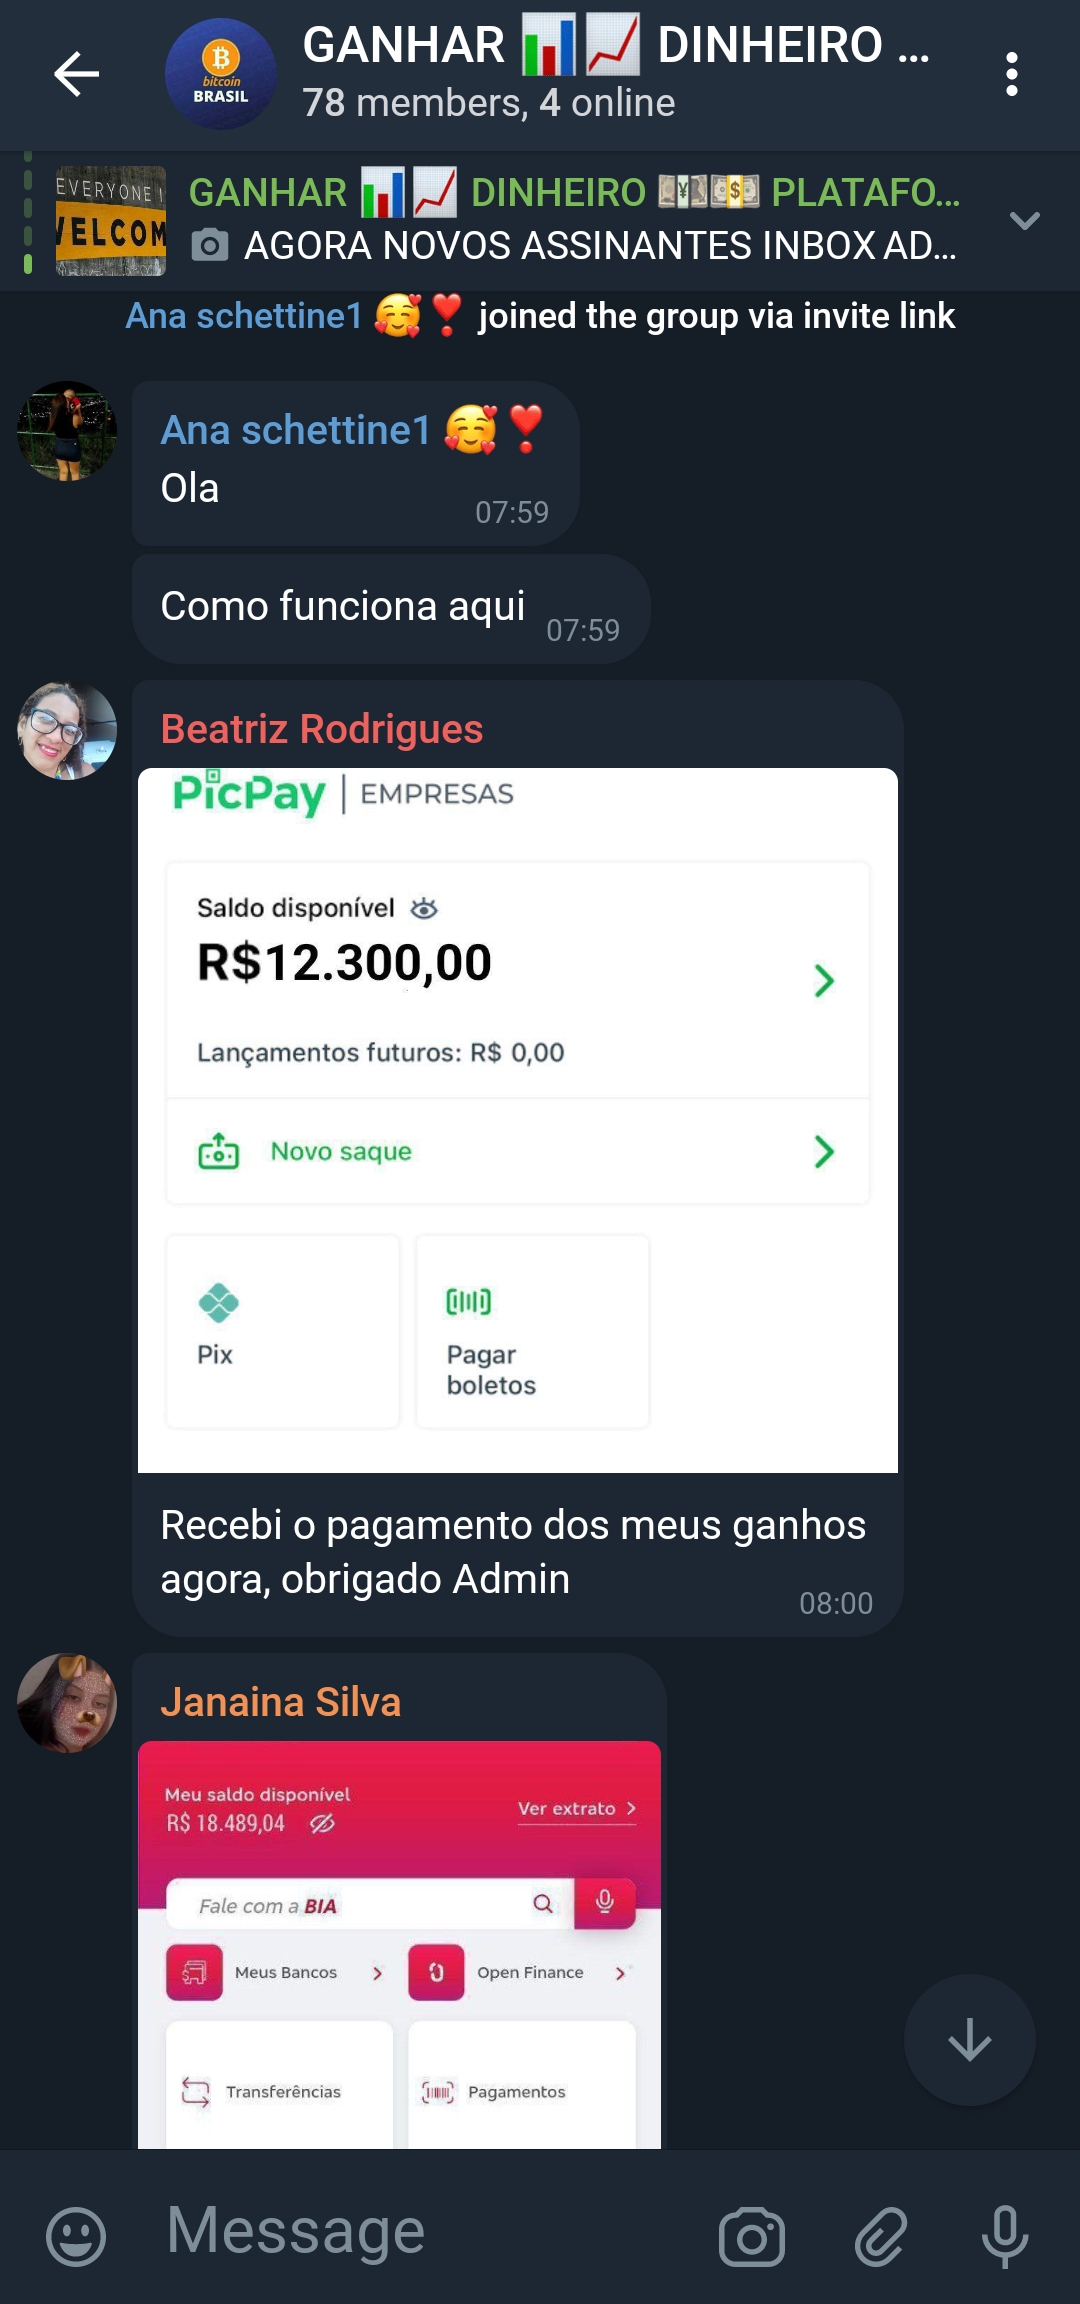 bitcoin
BRASIL
GANHAR 📊📈 DINHEIRO ...
78 members, 4 online
EVERYONE
WELCOM
GANHAR 📊📈 DINHEIRO 💴💵 PLATAFO...
AGORA NOVOS ASSINANTES INBOX AD...
Ana schettine1 🥰❣️ joined the group via invite link
Ana schettine1 🥰❣️
Ola
07:59
Como funciona aqui
07:59
Beatriz Rodrigues
PicPay | EMPRESAS
Saldo disponível
R$12.300,00
Lançamentos futuros: R$ 0,00
Novo saque
Pix
Pagar
boletos
Recebi o pagamento dos meus ganhos
agora, obrigado Admin
08:00
Janaina Silva
Meu saldo disponível
R$ 18.489,04
Ver extrato
Fale com a BIA
Meus Bancos
Open Finance
Transferências
Pagamentos
Message